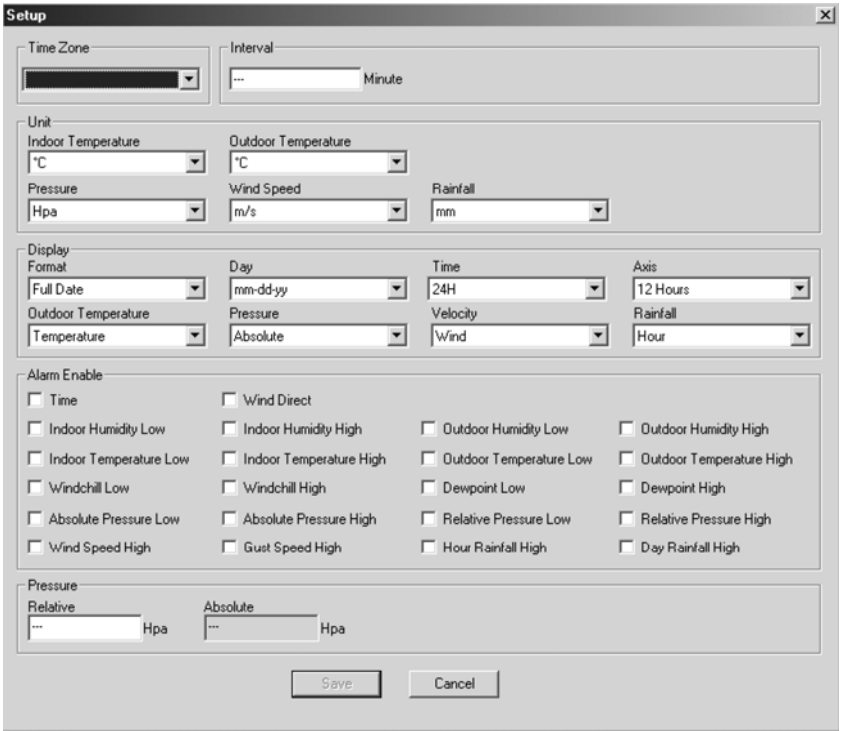 Setup
Time Zone
Interval
--- Minute
Unit
Indoor Temperature Outdoor Temperature
°C °C
Pressure Wind Speed Rainfall
Hpa m/s mm
Display
Format Day Time Axis
Full Date mm-dd-yy 24H 12 Hours
Outdoor Temperature Pressure Velocity Rainfall
Temperature Absolute Wind Hour
Alarm Enable
Time Wind Direct
Indoor Humidity Low Indoor Humidity High Outdoor Humidity Low Outdoor Humidity High
Indoor Temperature Low Indoor Temperature High Outdoor Temperature Low Outdoor Temperature High
Windchill Low Windchill High Dewpoint Low Dewpoint High
Absolute Pressure Low Absolute Pressure High Relative Pressure Low Relative Pressure High
Wind Speed High Gust Speed High Hour Rainfall High Day Rainfall High
Pressure
Relative Absolute
--- Hpa --- Hpa
Save Cancel